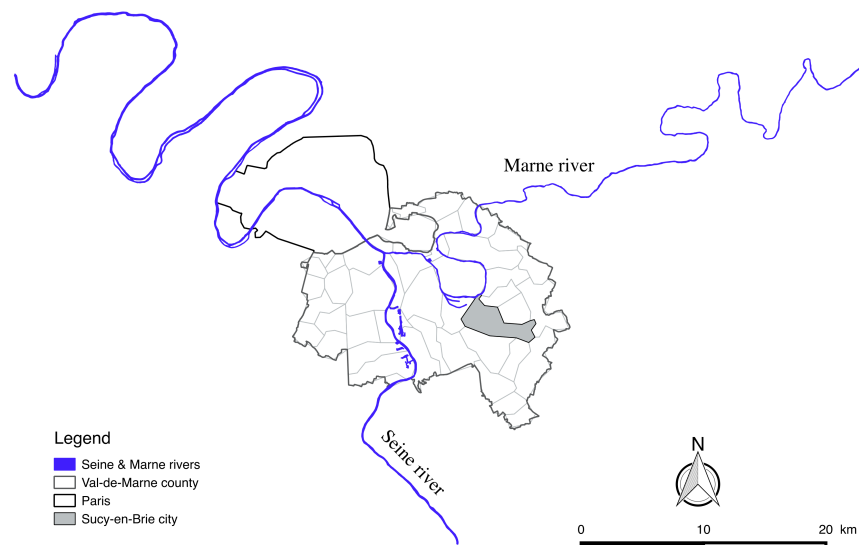 Marne river
Seine river
Legend
Seine & Marne rivers
Val-de-Marne county
Paris
Sucy-en-Brie city
N
0 10 20 km